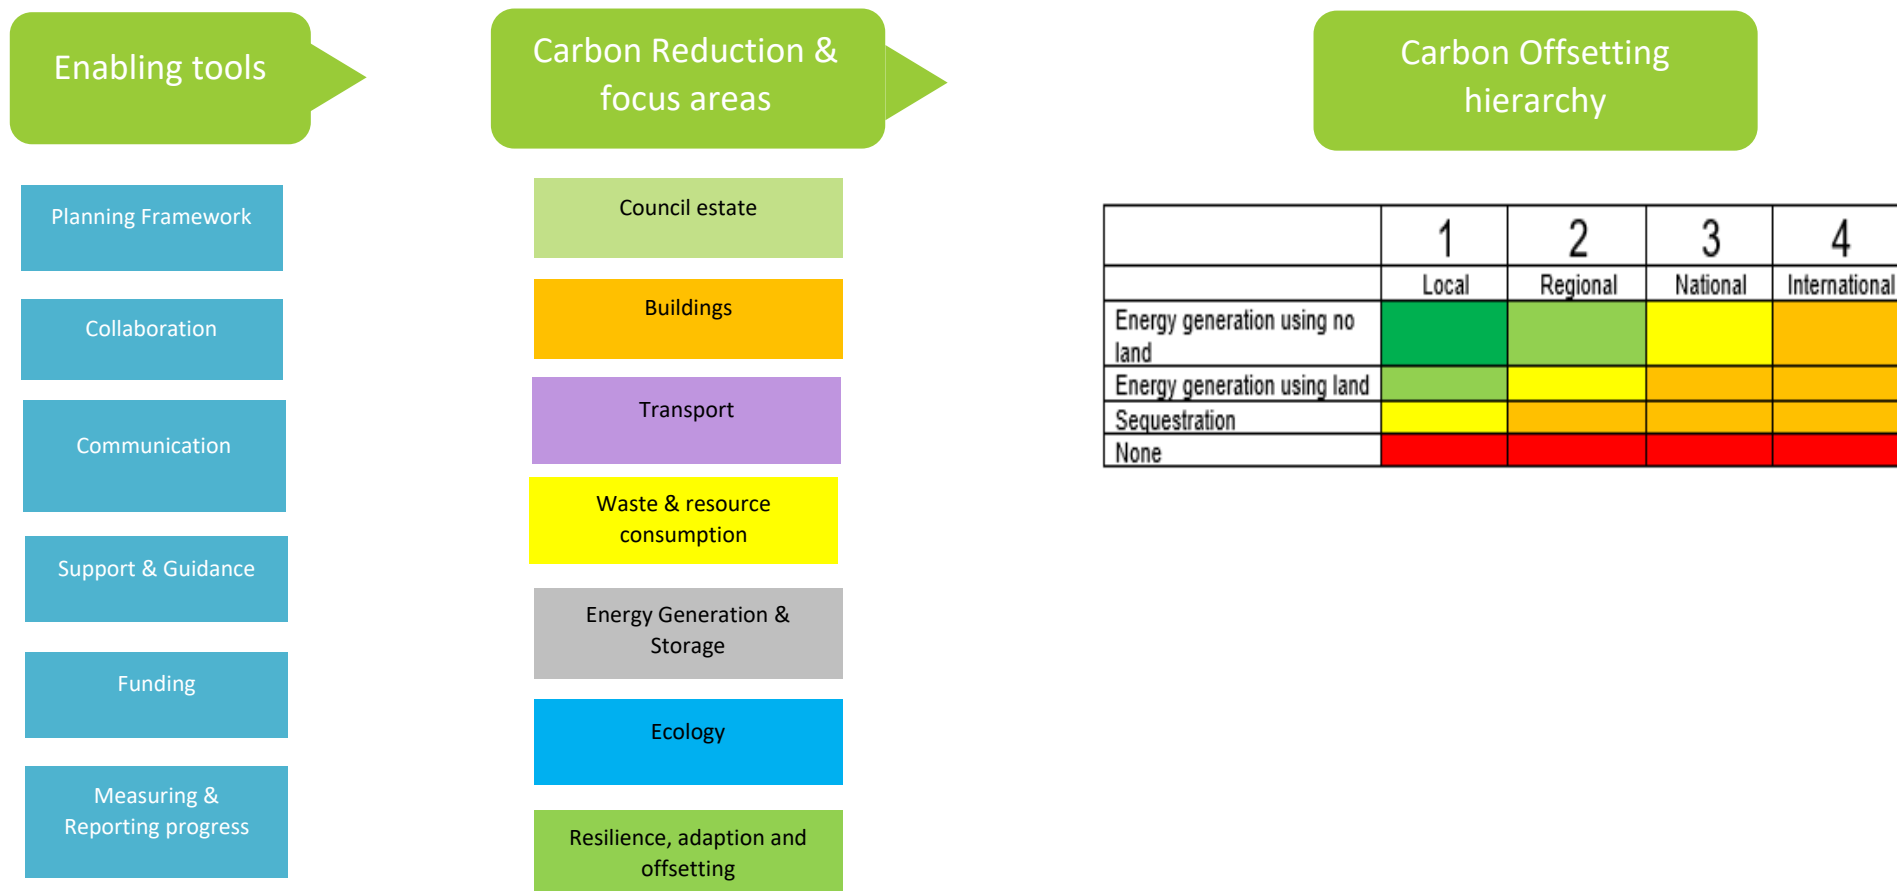 Enabling tools
Planning Framework
Collaboration
Communication
Support & Guidance
Funding
Measuring &
Reporting progress
Carbon Reduction &
focus areas
Council estate
Buildings
Transport
Waste & resource
consumption
Energy Generation &
Storage
Ecology
Resilience, adaption and
offsetting
Carbon Offsetting
hierarchy
1 2 3 4
Local Regional National International
Energy generation using no
land
Energy generation using land
Sequestration
None